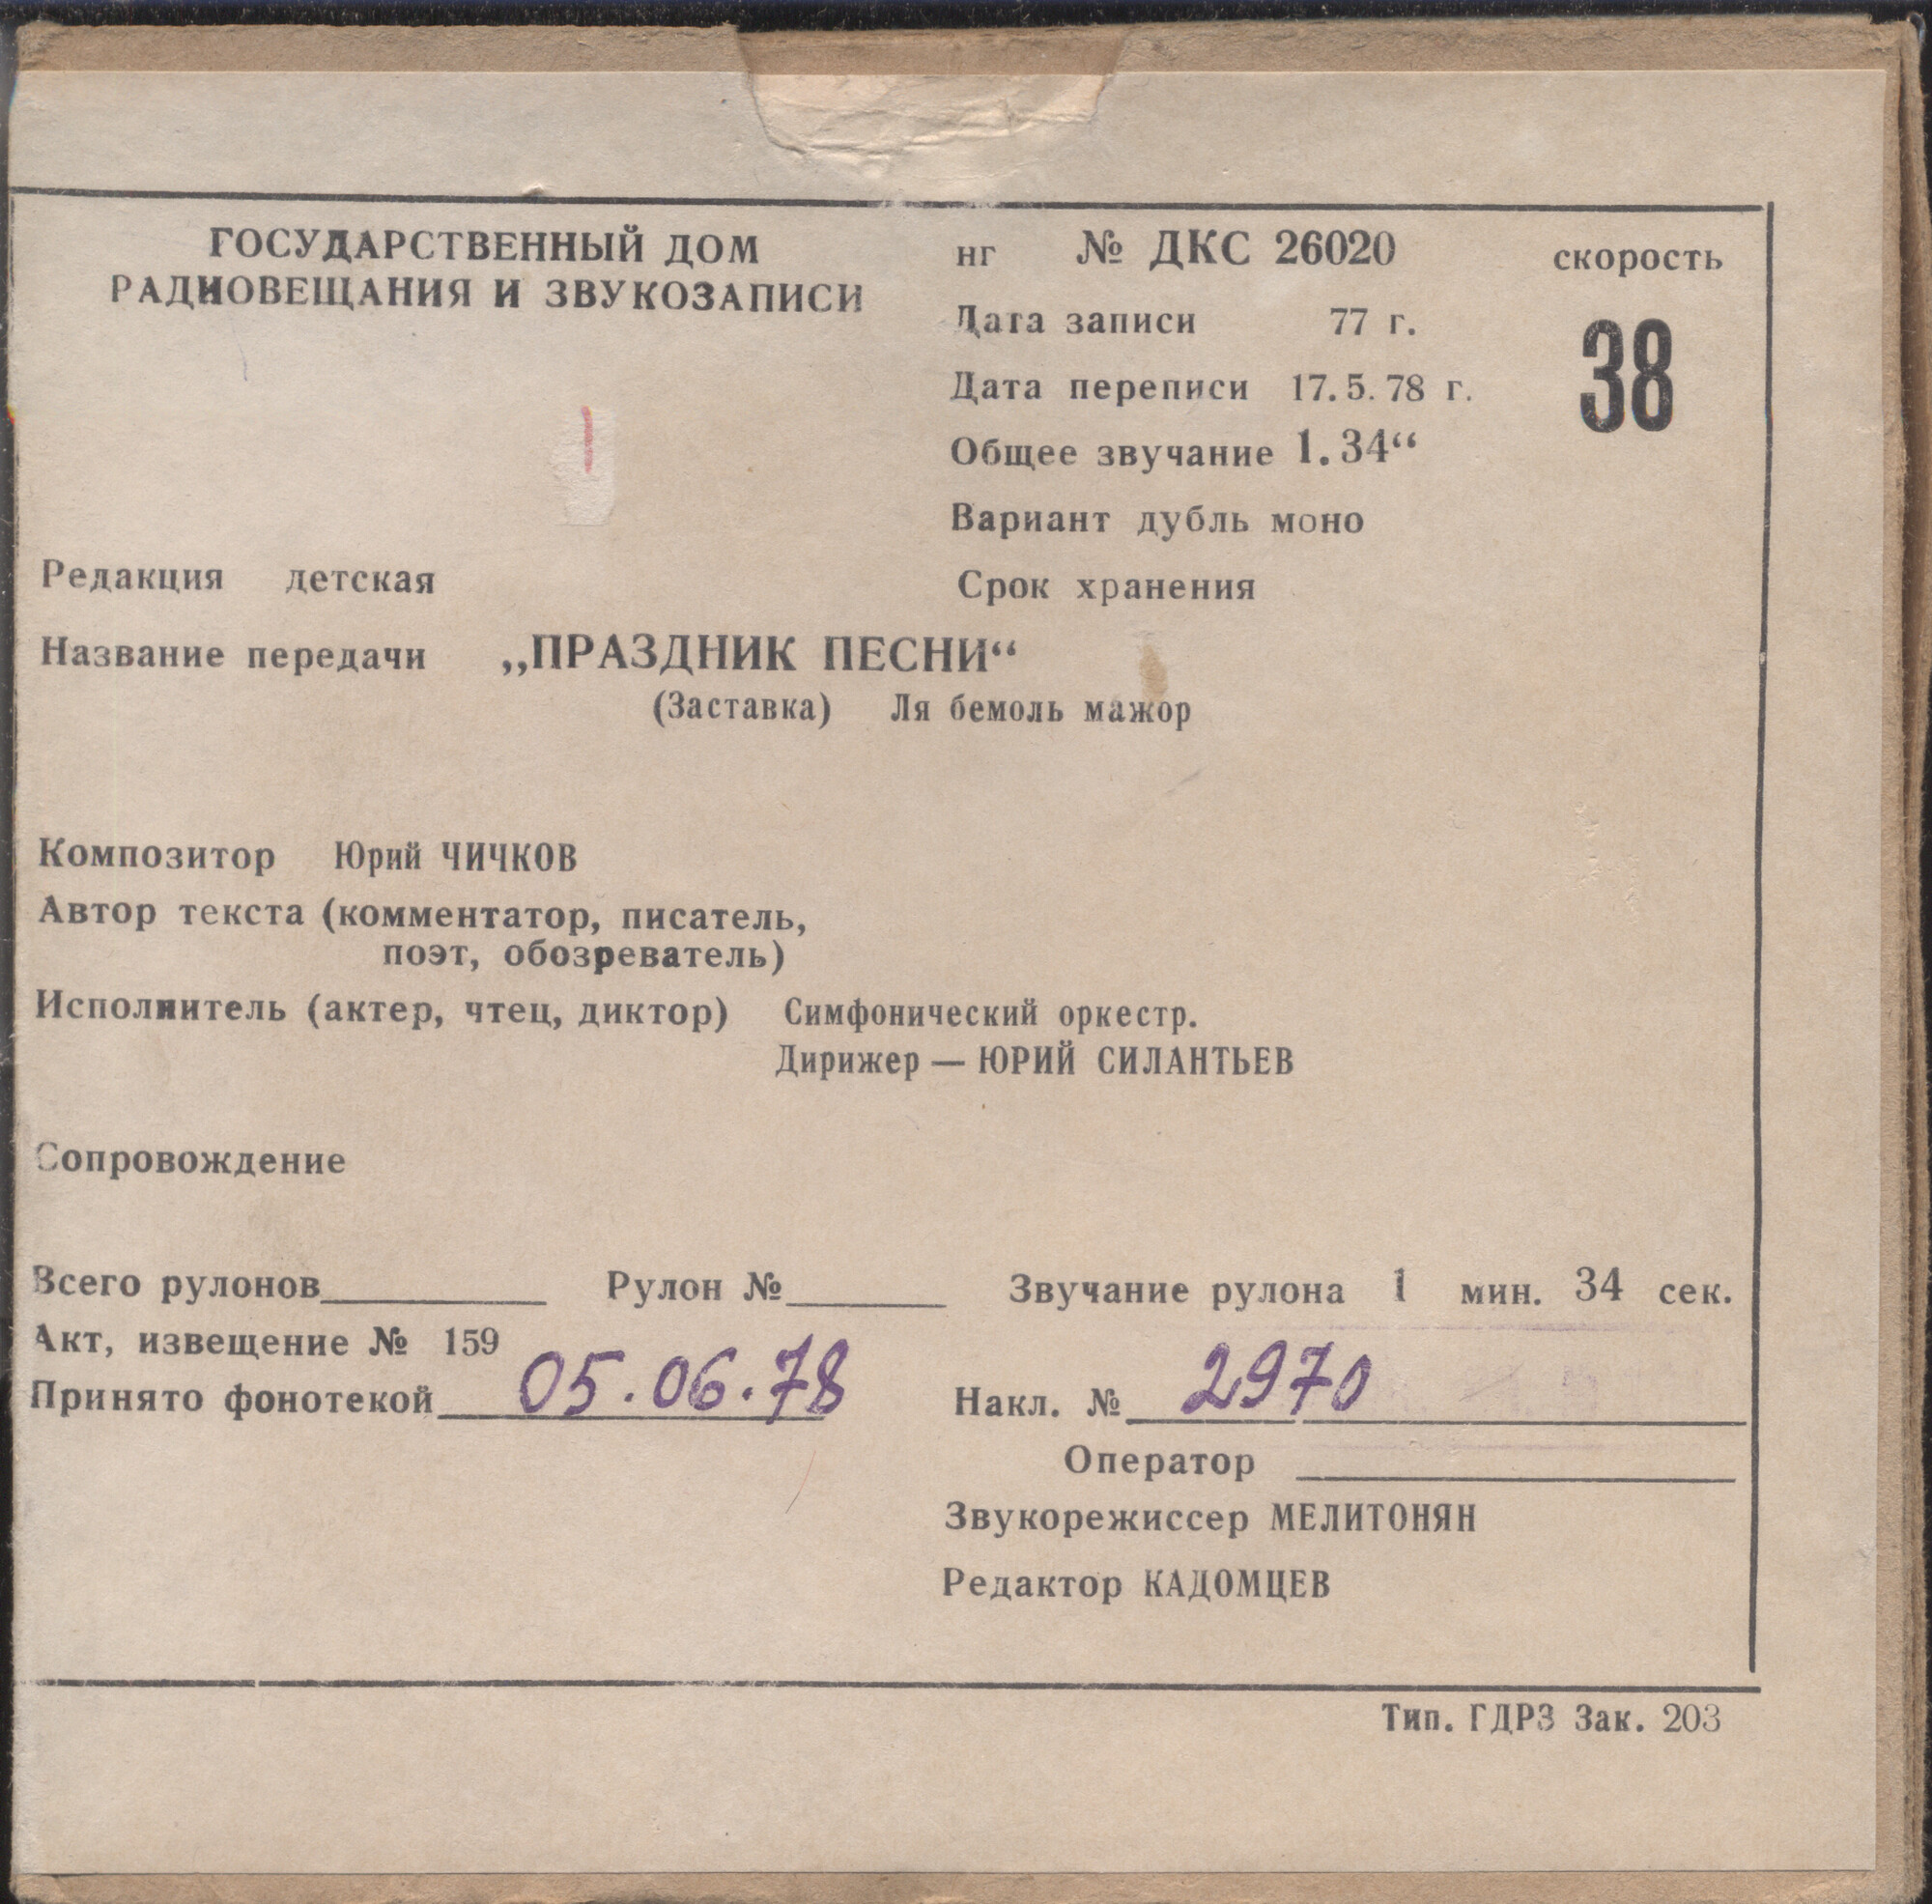 ГОСУДАРСТВЕННЫЙ ДОМ
РАДИОВЕЩАНИЯ И ЗВУКОЗАПИСИ
нг № ДКС 26020
скорость
38
Дата записи 77 г.
Дата переписи 17.5.78 г.
Общее звучание 1.34“
Вариант дубль моно
Срок хранения
Редакция детская
Название передачи „ПРАЗДНИК ПЕСНИ“
(Заставка) Ля бемоль мажор
Композитор Юрий ЧИЧКОВ
Автор текста (комментатор, писатель,
поэт, обозреватель)
Исполнитель (актер, чтец, диктор) Симфонический оркестр.
Дирижер — ЮРИЙ СИЛАНТЬЕВ
Сопровождение
Всего рулонов Рулон № Звучание рулона 1 мин. 34 сек.
Акт, извещение № 159
Принято фонотекой 05.06.78 Накл. № 2970
Оператор
Звукорежиссер МЕЛИТОНЯН
Редактор КАДОМЦЕВ
Тип. ГДРЗ Зак. 203